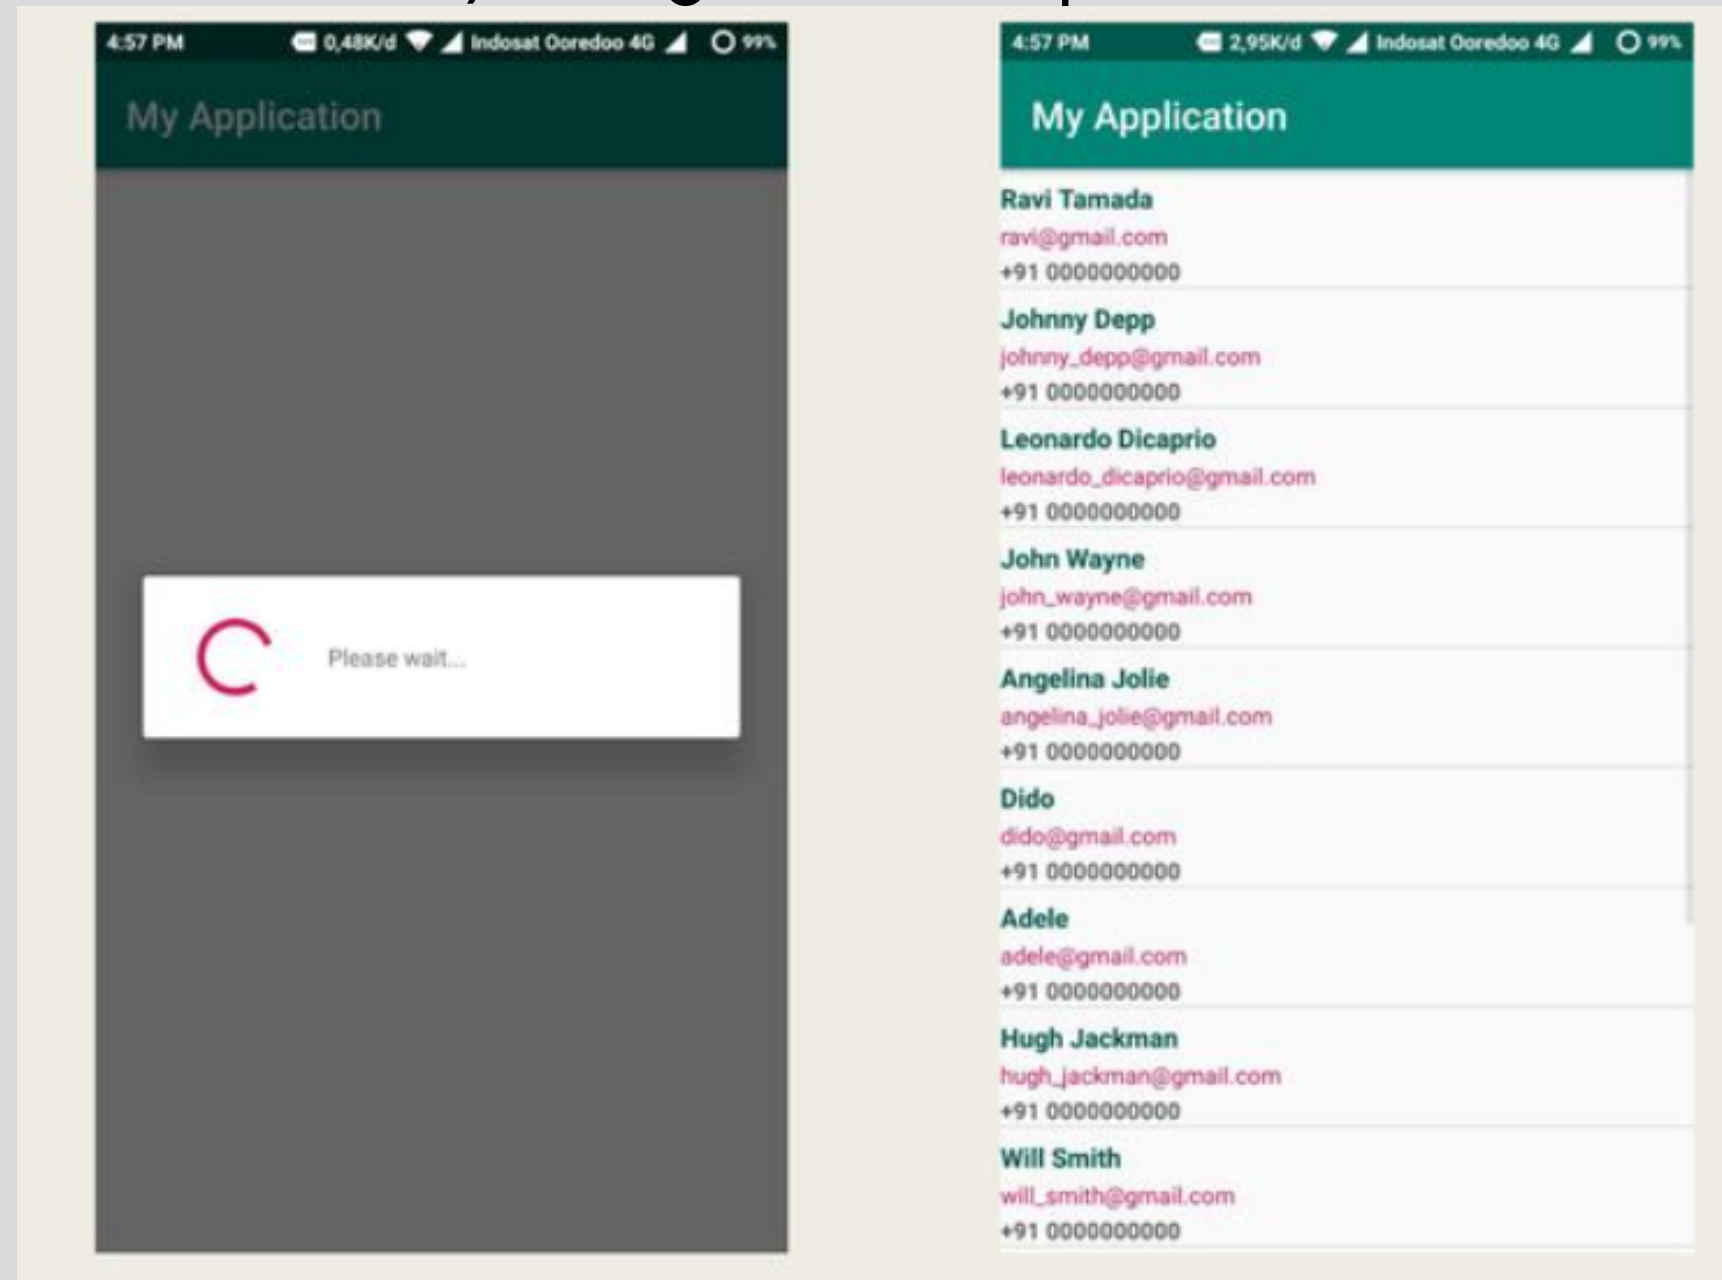 4:57 PM 0,48K/d Indosat Ooredoo 4G 99%
My Application
Please wait...
4:57 PM 2,95K/d Indosat Ooredoo 4G 99%
My Application
Ravi Tamada
ravi@gmail.com
+91 0000000000
Johnny Depp
johnny_depp@gmail.com
+91 0000000000
Leonardo Dicaprio
leonardo_dicaprio@gmail.com
+91 0000000000
John Wayne
john_wayne@gmail.com
+91 0000000000
Angelina Jolie
angelina_jolie@gmail.com
+91 0000000000
Dido
dido@gmail.com
+91 0000000000
Adele
adele@gmail.com
+91 0000000000
Hugh Jackman
hugh_jackman@gmail.com
+91 0000000000
Will Smith
will_smith@gmail.com
+91 0000000000